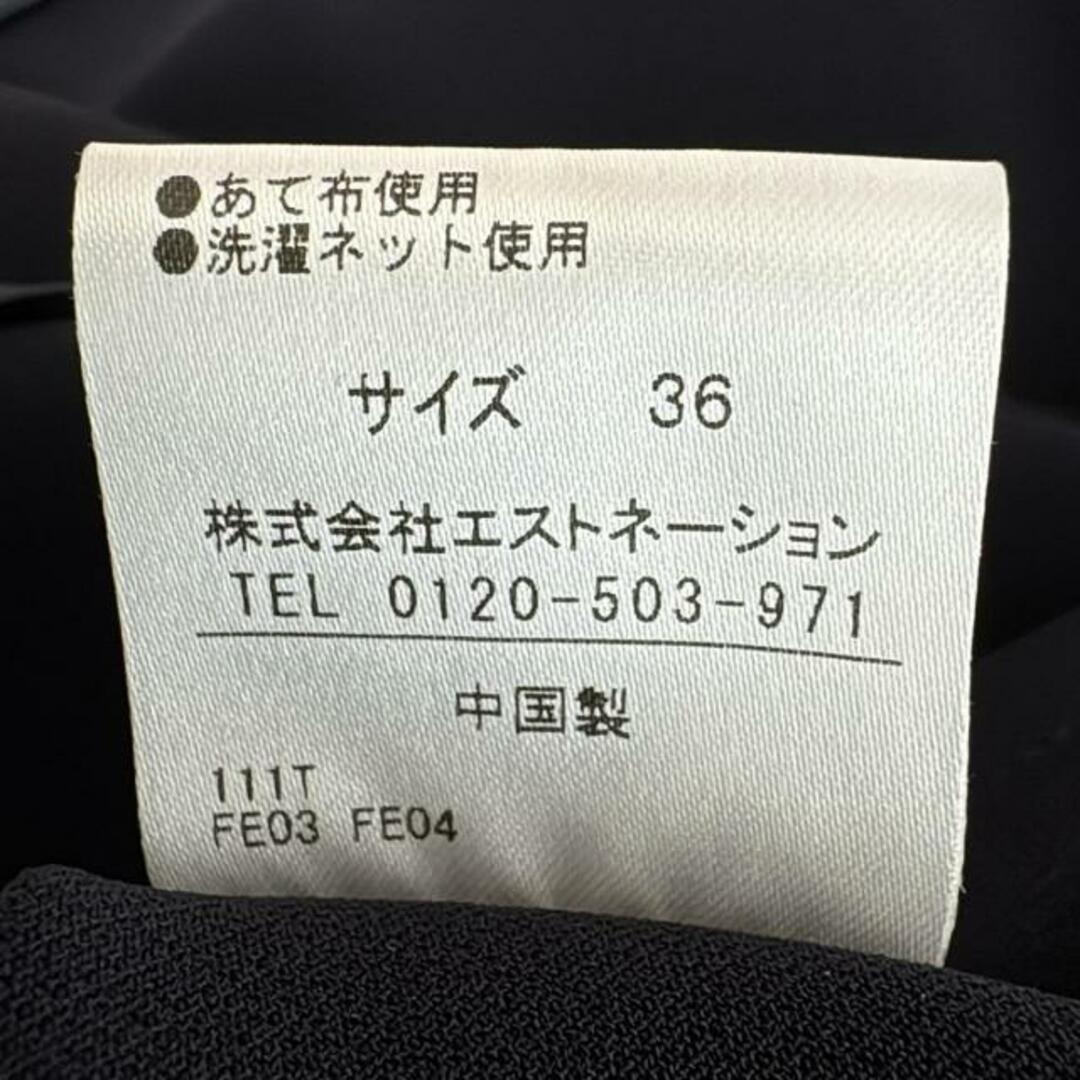 ●あて布使用
●洗濯ネット使用
サイズ 36
株式会社エストネーション
TEL 0120-503-971
中国製
111T
FE03 FE04